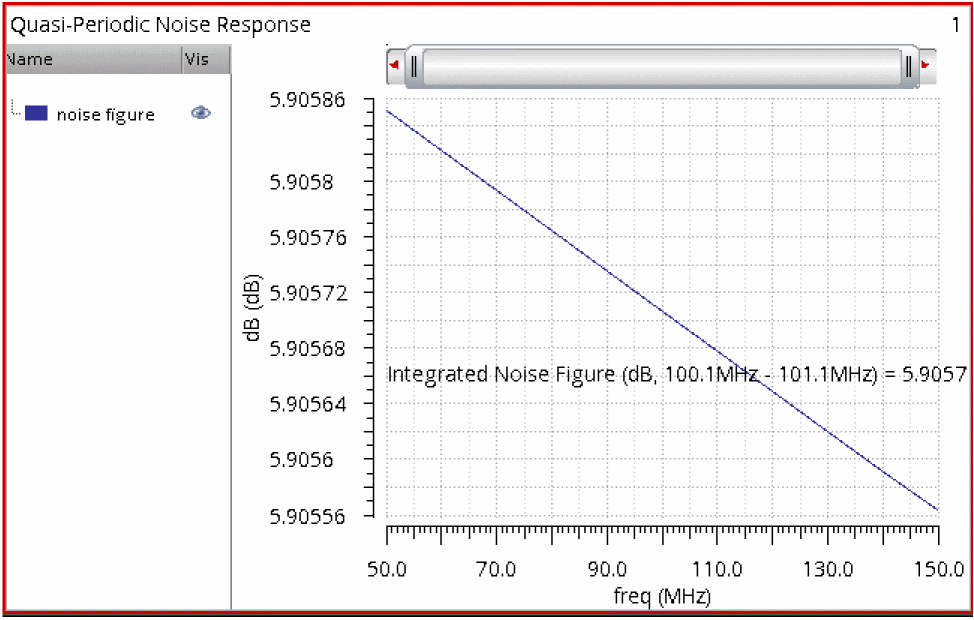 Quasi-Periodic Noise Response 1
Name Vis
noise figure
5.90586
5.9058
5.90576
5.90572
5.90568
5.90564
5.9056
5.90556
dB (dB)
Integrated Noise Figure (dB, 100.1MHz - 101.1MHz) = 5.9057
50.0 70.0 90.0 110.0 130.0 150.0
freq (MHz)